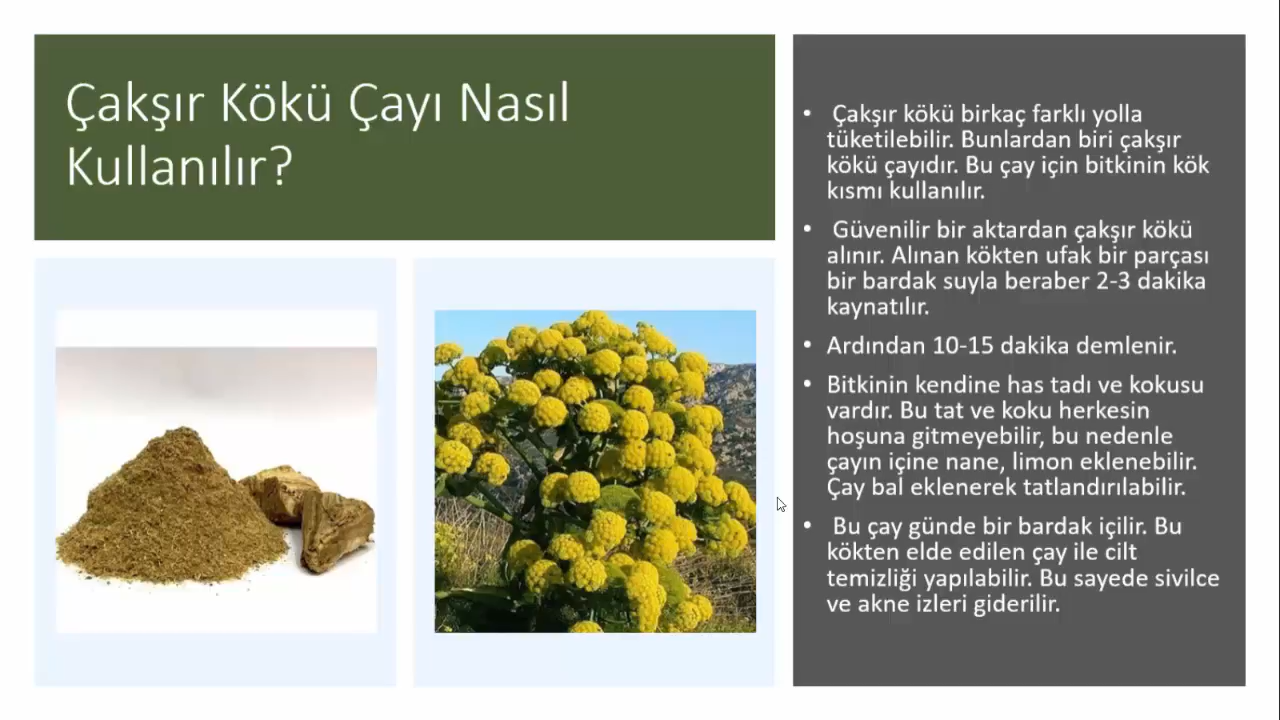 Çakşır Kökü Çayı Nasıl
Kullanılır?
• Çakşır kökü birkaç farklı yolla
tüketilebilir. Bunlardan biri çakşır
kökü çayıdır. Bu çay için bitkinin kök
kısmı kullanılır.
• Güvenilir bir aktardan çakşır kökü
alınır. Alınan kökten ufak bir parçası
bir bardak suyla beraber 2-3 dakika
kaynatılır.
• Ardından 10-15 dakika demlenir.
• Bitkinin kendine has tadı ve kokusu
vardır. Bu tat ve koku herkesin
hoşuna gitmeyebilir, bu nedenle
çayın içine nane, limon eklenebilir.
Çay bal eklenerek tatlandırılabilir.
• Bu çay günde bir bardak içilir. Bu
kökten elde edilen çay ile cilt
temizliği yapılabilir. Bu sayede sivilce
ve akne izleri giderilir.